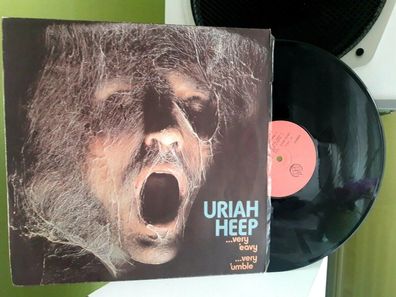 URIAH
HEEP
...very
'eavy
...very
'umble